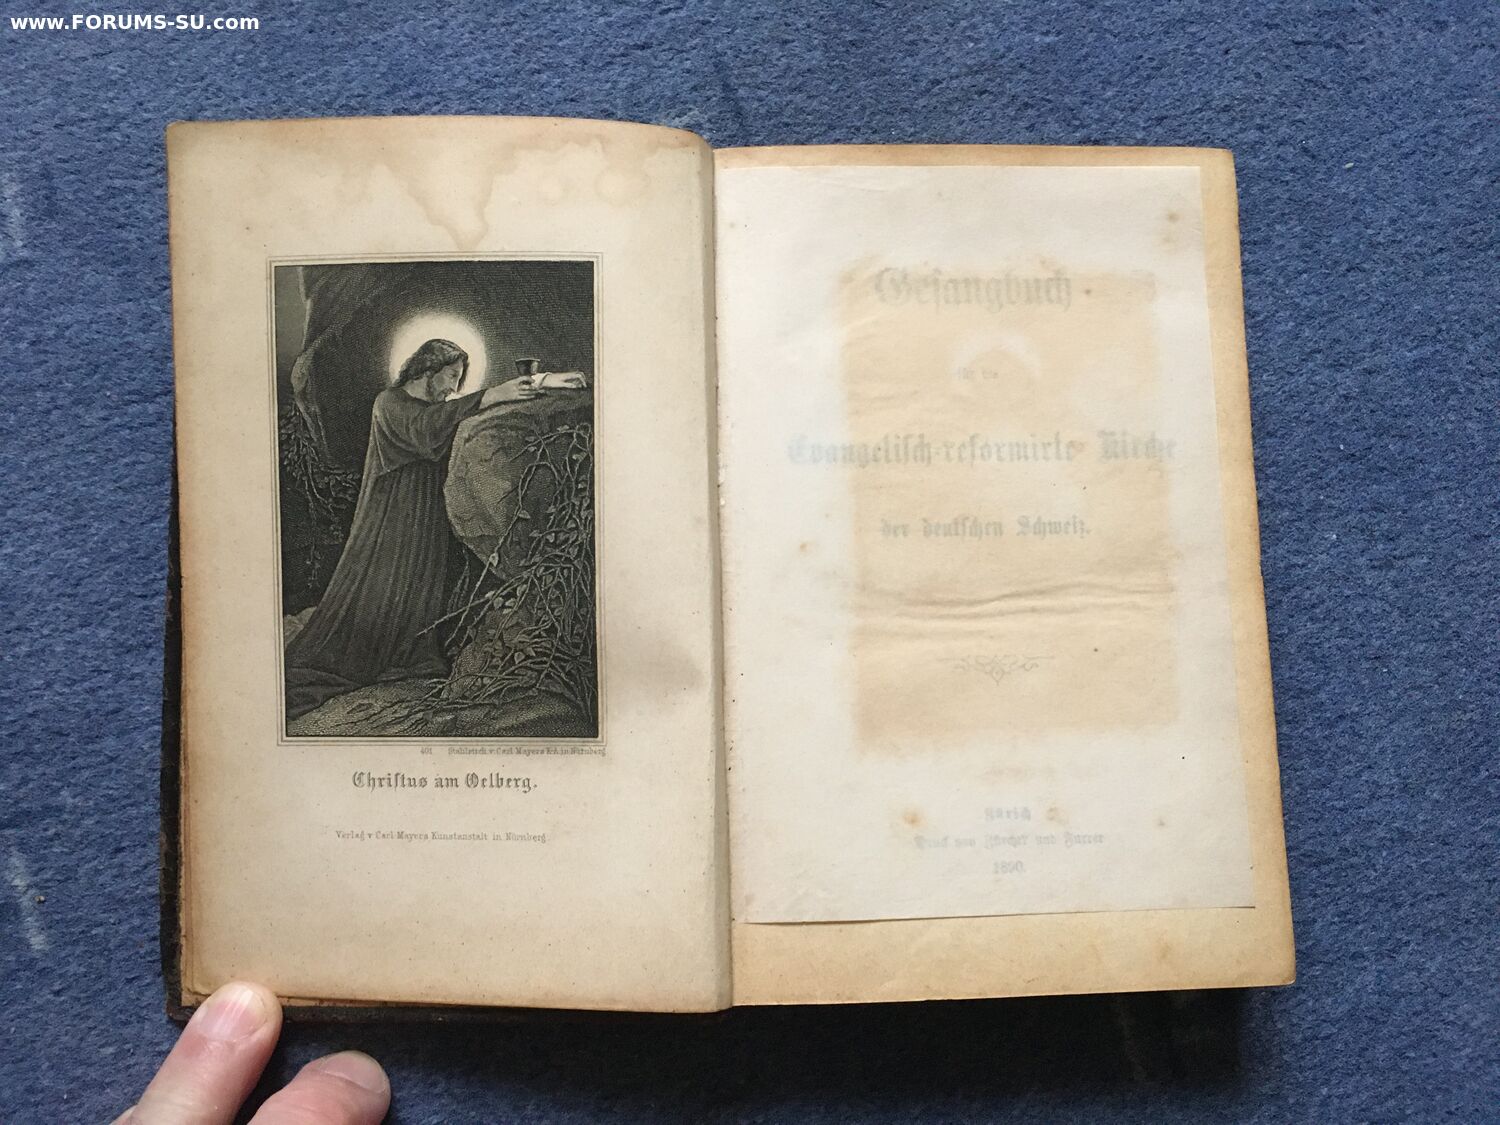 www.FORUMS-SU.com
401 Stahlstich v. Carl Mayers K.A. in Nürnberg
Christus am Oelberg.
Verlag v Carl Mayers Kunstanstalt in Nürnberg.
Gesangbuch
für die
Evangelisch-reformirte Kirche
der deutschen Schweiz.
Zürich
Druck von Zürcher und Furrer
1890.